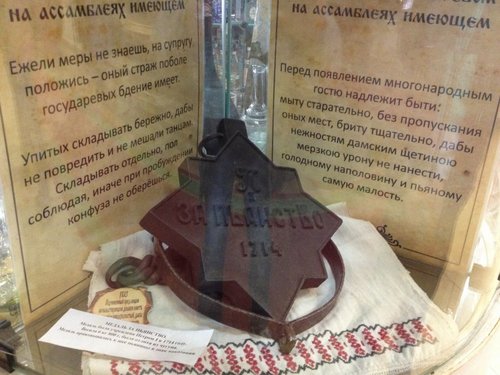 на ассамблеях имеющем
Ежели меры не знаешь, на супругу
положись – оный страж поболе
государевых бдение имеет.
Упитых складывать бережно, дабы
не повредить и не мешали танцам.
Складывать отдельно, пол
соблюдая, иначе при пробуждении
конфуза не оберёшься.
на ассамблеях имеющем
Перед появлением многонародным
гостю надлежит быти:
мыту старательно, без пропускания
оных мест, бриту тщательно, дабы
нежностям дамским щетиною
мерзкою урону не нанести,
голодному наполовину и пьяному
самую малость.
ЗА ПЬЯНСТВО
1714
МЕДАЛЬ ЗА ПЬЯНСТВО